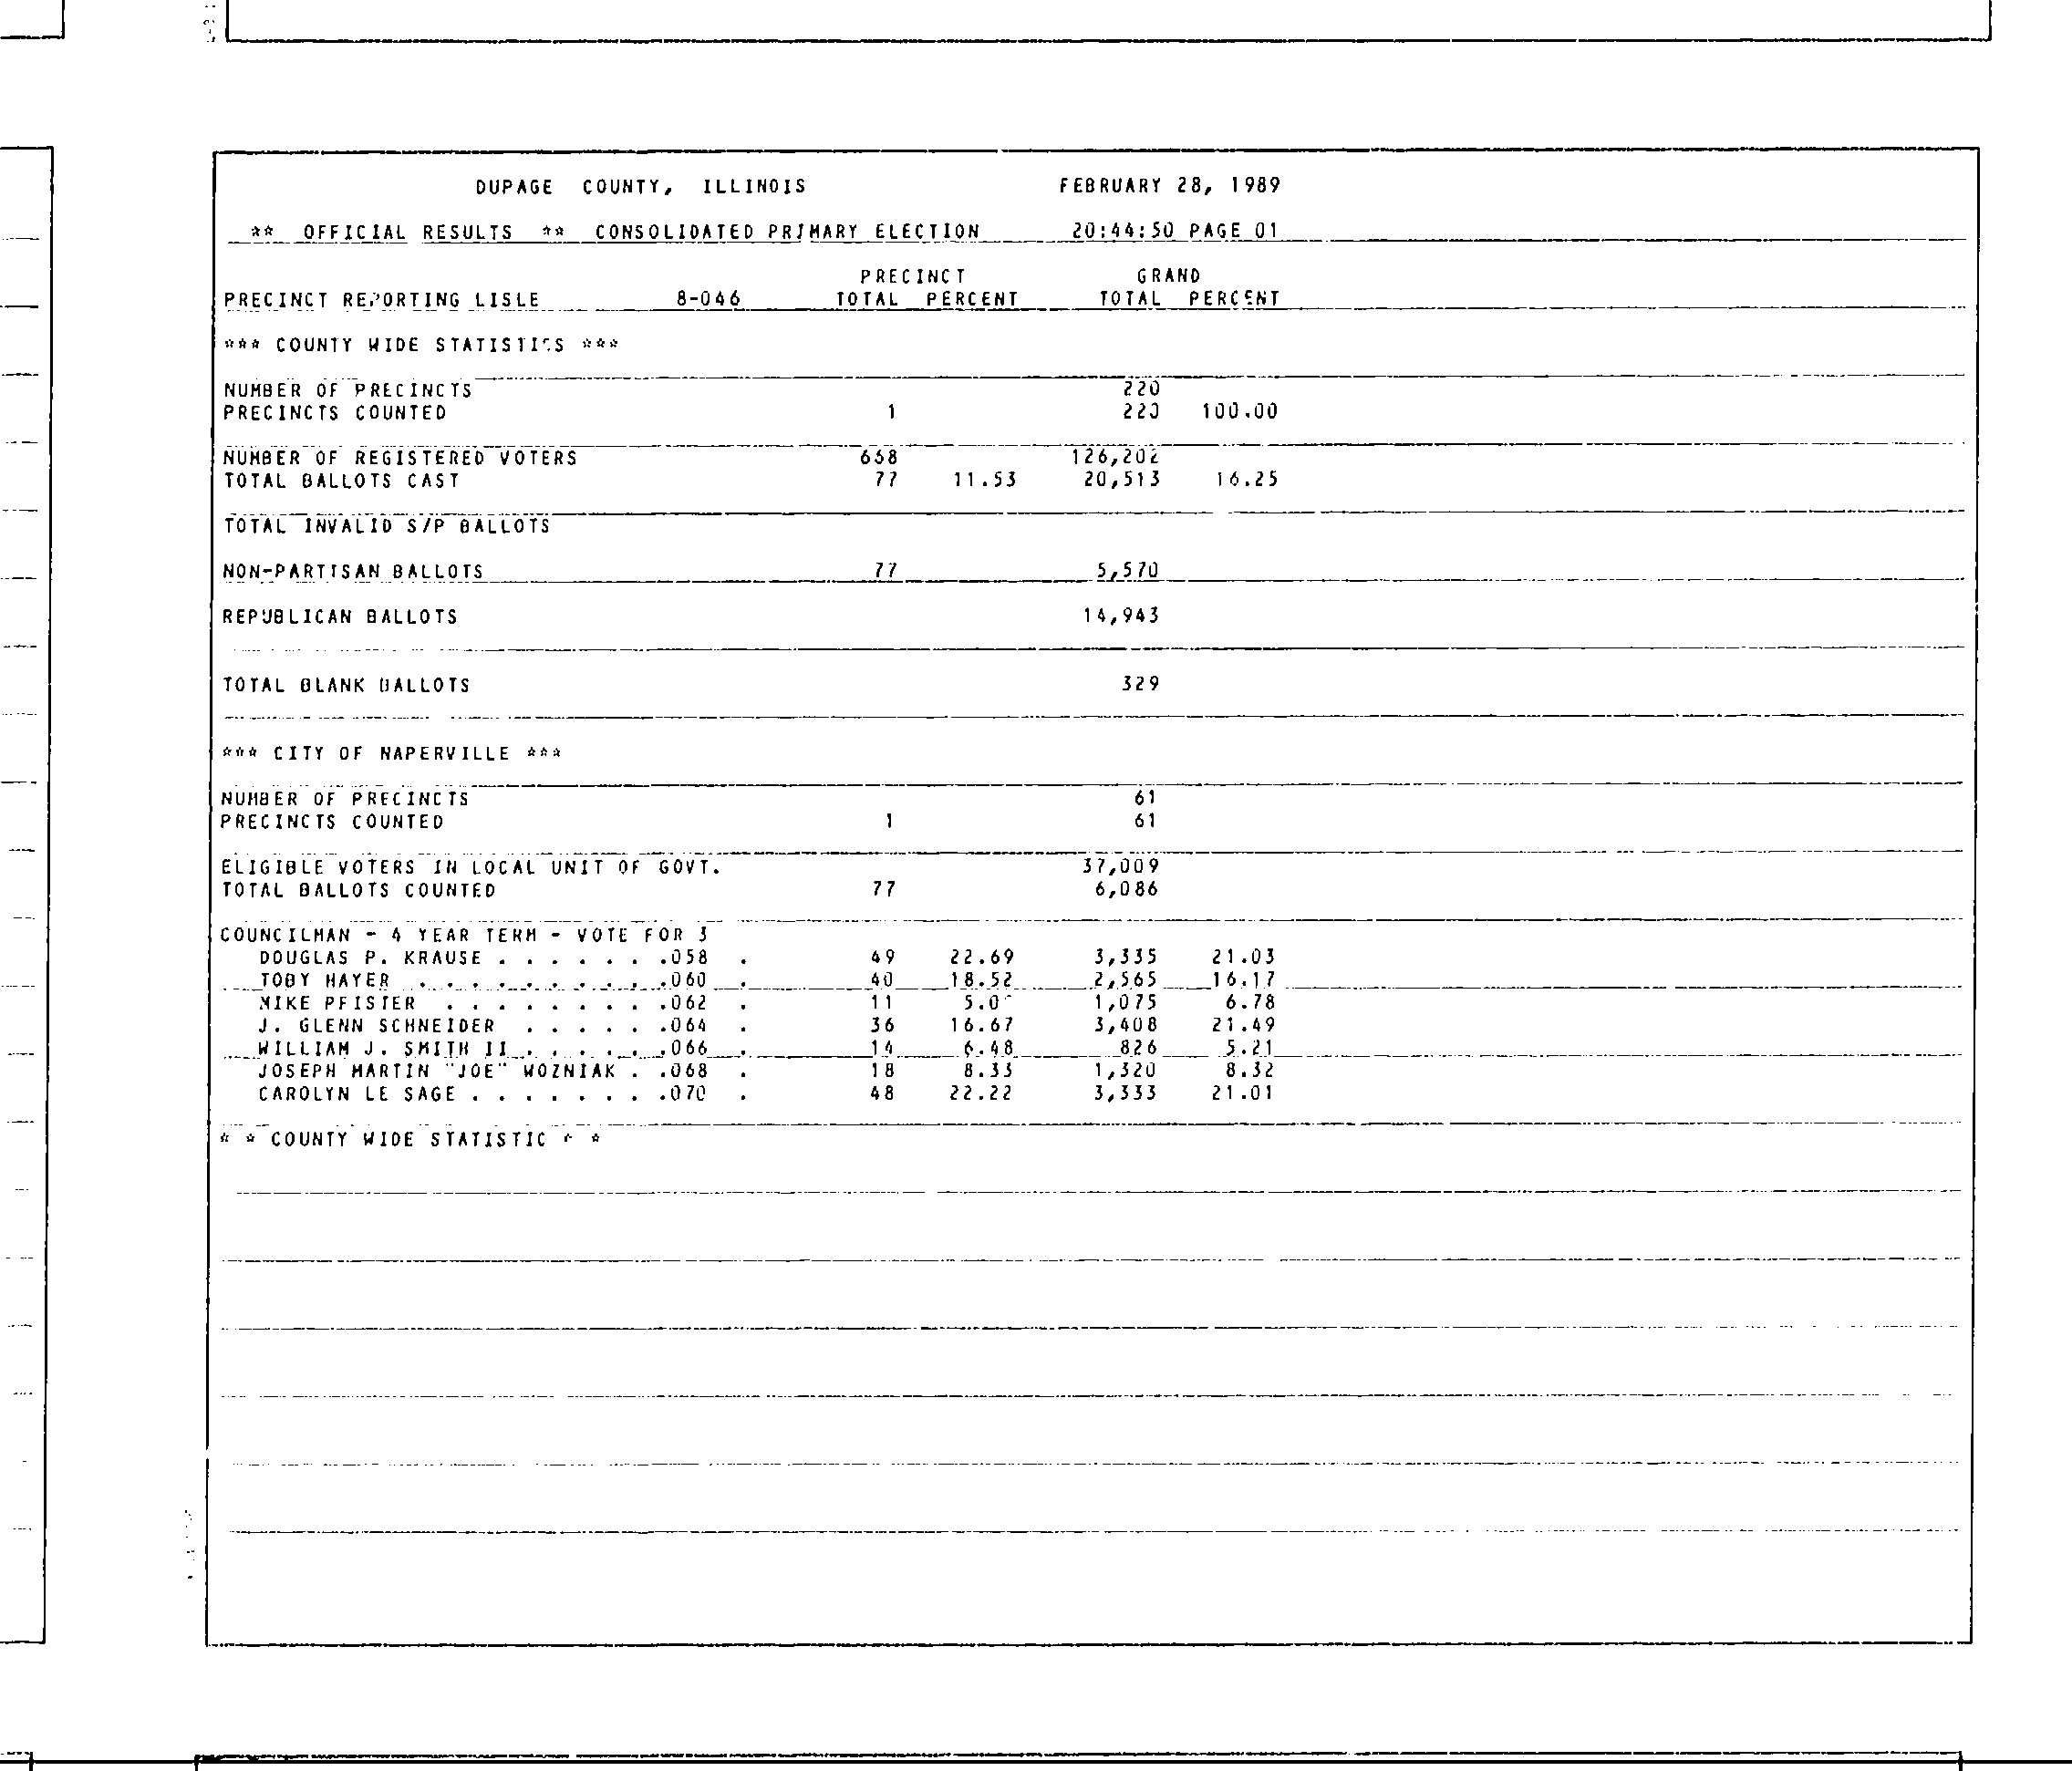 DUPAGE COUNTY, ILLINOIS FEBRUARY 28, 1989
** OFFICIAL RESULTS ** CONSOLIDATED PRIMARY ELECTION 20:44:50 PAGE 01
PRECINCT GRAND
PRECINCT REPORTING LISLE 8-046 TOTAL PERCENT TOTAL PERCENT
*** COUNTY WIDE STATISTICS ***
NUMBER OF PRECINCTS 220
PRECINCTS COUNTED 1 220 100.00
NUMBER OF REGISTERED VOTERS 668 126,202
TOTAL BALLOTS CAST 77 11.53 20,513 16.25
TOTAL INVALID S/P BALLOTS
NON-PARTISAN BALLOTS 77 5,570
REPUBLICAN BALLOTS 14,943
TOTAL BLANK BALLOTS 329
*** CITY OF NAPERVILLE ***
NUMBER OF PRECINCTS 61
PRECINCTS COUNTED 1 61
ELIGIBLE VOTERS IN LOCAL UNIT OF GOVT. 37,009
TOTAL BALLOTS COUNTED 77 6,086
COUNCILMAN - 4 YEAR TERM - VOTE FOR 3
DOUGLAS P. KRAUSE . . . . . . .058 . 49 22.69 3,335 21.03
TOBY HAYER . . . . . . . . . .060 . 40 18.52 2,565 16.17
MIKE PFISTER . . . . . . . . .062 . 11 1,075 6.78
J. GLENN SCHNEIDER . . . . . .064 . 36 16.67 3,408 21.49
WILLIAM J. SMITH II . . . . . .066 . 14 6.48 826 5.21
JOSEPH MARTIN "JOE" WOZNIAK . .068 . 18 8.33 1,320 8.32
CAROLYN LE SAGE . . . . . . . .070 . 48 22.22 3,333 21.01
* * COUNTY WIDE STATISTIC * *